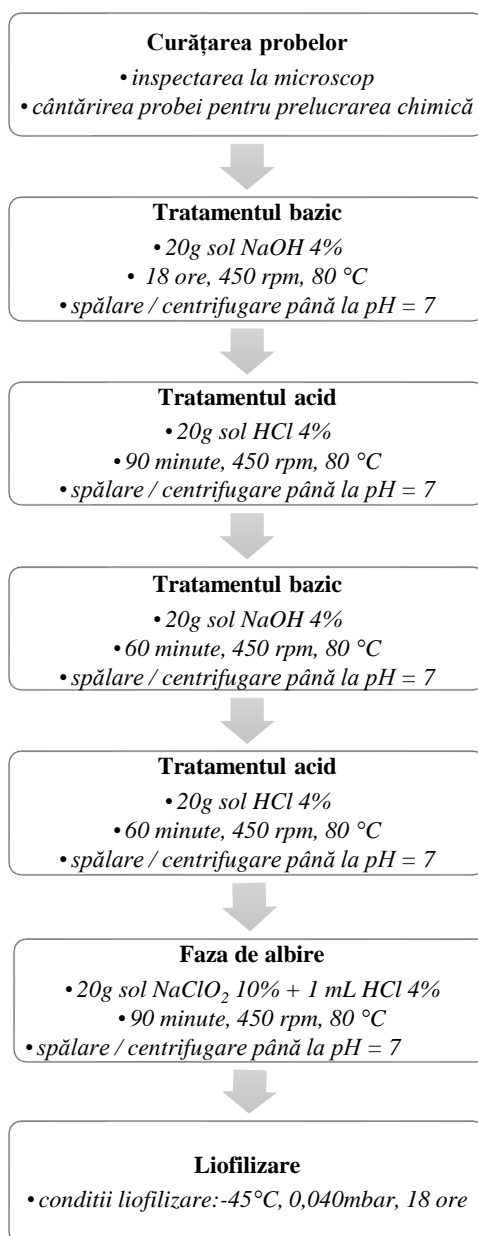 Curățarea probelor
• inspectarea la microscop
• cântărirea probei pentru prelucrarea chimică
Tratamentul bazic
• 20g sol NaOH 4%
• 18 ore, 450 rpm, 80 °C
• spălare / centrifugare până la pH = 7
Tratamentul acid
• 20g sol HCl 4%
• 90 minute, 450 rpm, 80 °C
• spălare / centrifugare până la pH = 7
Tratamentul bazic
• 20g sol NaOH 4%
• 60 minute, 450 rpm, 80 °C
• spălare / centrifugare până la pH = 7
Tratamentul acid
• 20g sol HCl 4%
• 60 minute, 450 rpm, 80 °C
• spălare / centrifugare până la pH = 7
Faza de albire
• 20g sol NaClO₂ 10% + 1 mL HCl 4%
• 90 minute, 450 rpm, 80 °C
• spălare / centrifugare până la pH = 7
Liofilizare
• conditii liofilizare:-45°C, 0,040mbar, 18 ore